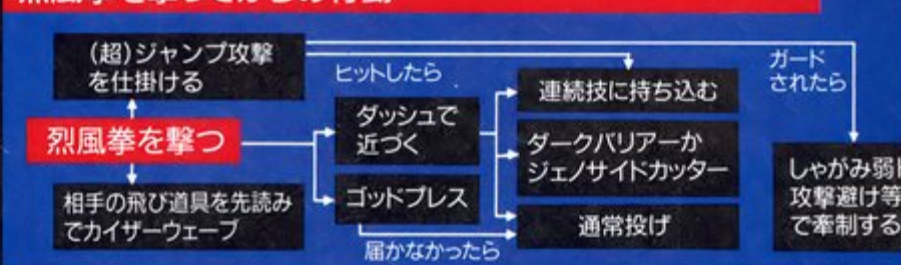 (超)ジャンプ攻撃
を仕掛ける
ヒットしたら
ガード
されたら
連続技に持ち込む
ダッシュで
近づく
烈風拳を撃つ
ダークバリアーか
ジェノサイドカッター
しゃがみ弱
攻撃避け等
で牽制する
相手の飛び道具を先読み
でカイザーウェーブ
ゴッドプレス
通常投げ
届かなかったら